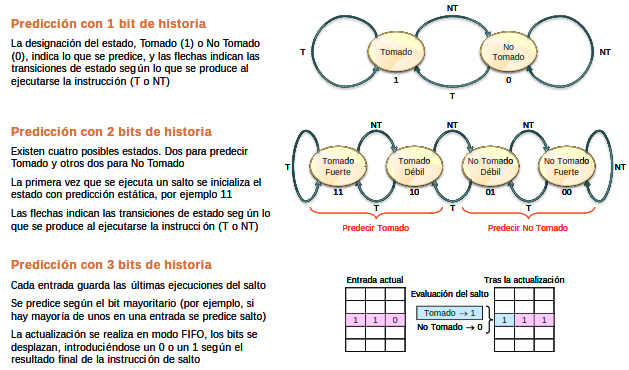 Predicción con 1 bit de historia
La designación del estado, Tomado (1) o No Tomado
(0), indica lo que se predice, y las flechas indican las
transiciones de estado según lo que se produce al
ejecutarse la instrucción (T o NT)
NT
T
Tomado
No
Tomado
NT
1
0
T
Predicción con 2 bits de historia
Existen cuatro posibles estados. Dos para predecir
Tomado y otros dos para No Tomado
La primera vez que se ejecuta un salto se inicializa el
estado con predicción estática, por ejemplo 11
Las flechas indican las transiciones de estado seg ún lo
que se produce al ejecutarse la instrucción (T o NT)
NT
NT
NT
T
Tomado
Fuerte
Tomado
Débil
No Tomado
Débil
No Tomado
Fuerte
NT
11
10
01
00
T
T
T
Predecir Tomado
Predecir No Tomado
Predicción con 3 bits de historia
Cada entrada guarda las últimas ejecuciones del salto
Se predice según el bit mayoritario (por ejemplo, si
hay mayoría de unos en una entrada se predice salto)
La actualización se realiza en modo FIFO, los bits se
desplazan, introduciéndose un 0 o un 1 según el
resultado final de la instrucción de salto
Entrada actual
Tras la actualización
Evaluación del salto
Tomado → 1
No Tomado → 0
1 1 0
1 1 1